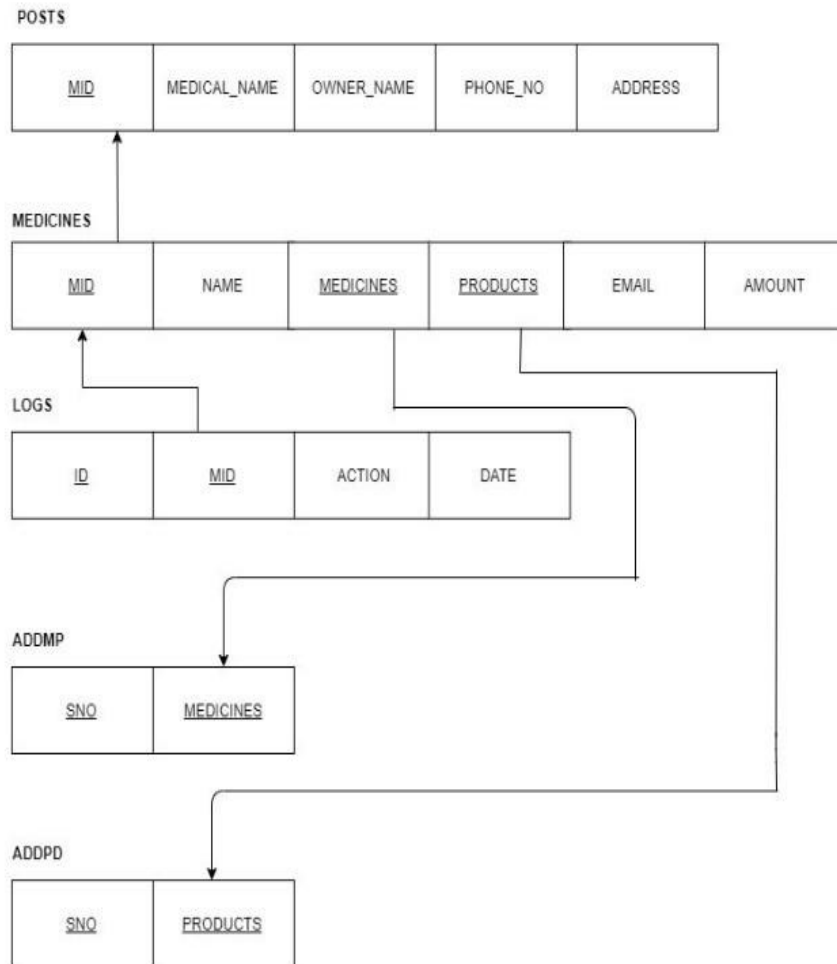 POSTS
MID MEDICAL_NAME OWNER_NAME PHONE_NO ADDRESS
MEDICINES
MID NAME MEDICINES PRODUCTS EMAIL AMOUNT
LOGS
ID MID ACTION DATE
ADDMP
SNO MEDICINES
ADDPD
SNO PRODUCTS